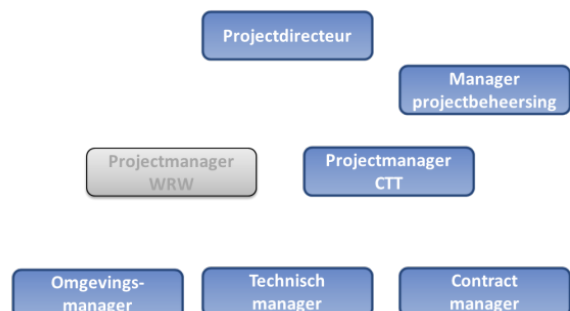 Projectdirecteur
Manager
projectbeheersing
Projectmanager
WRW
Projectmanager
CTT
Omgevings-
manager
Technisch
manager
Contract
manager